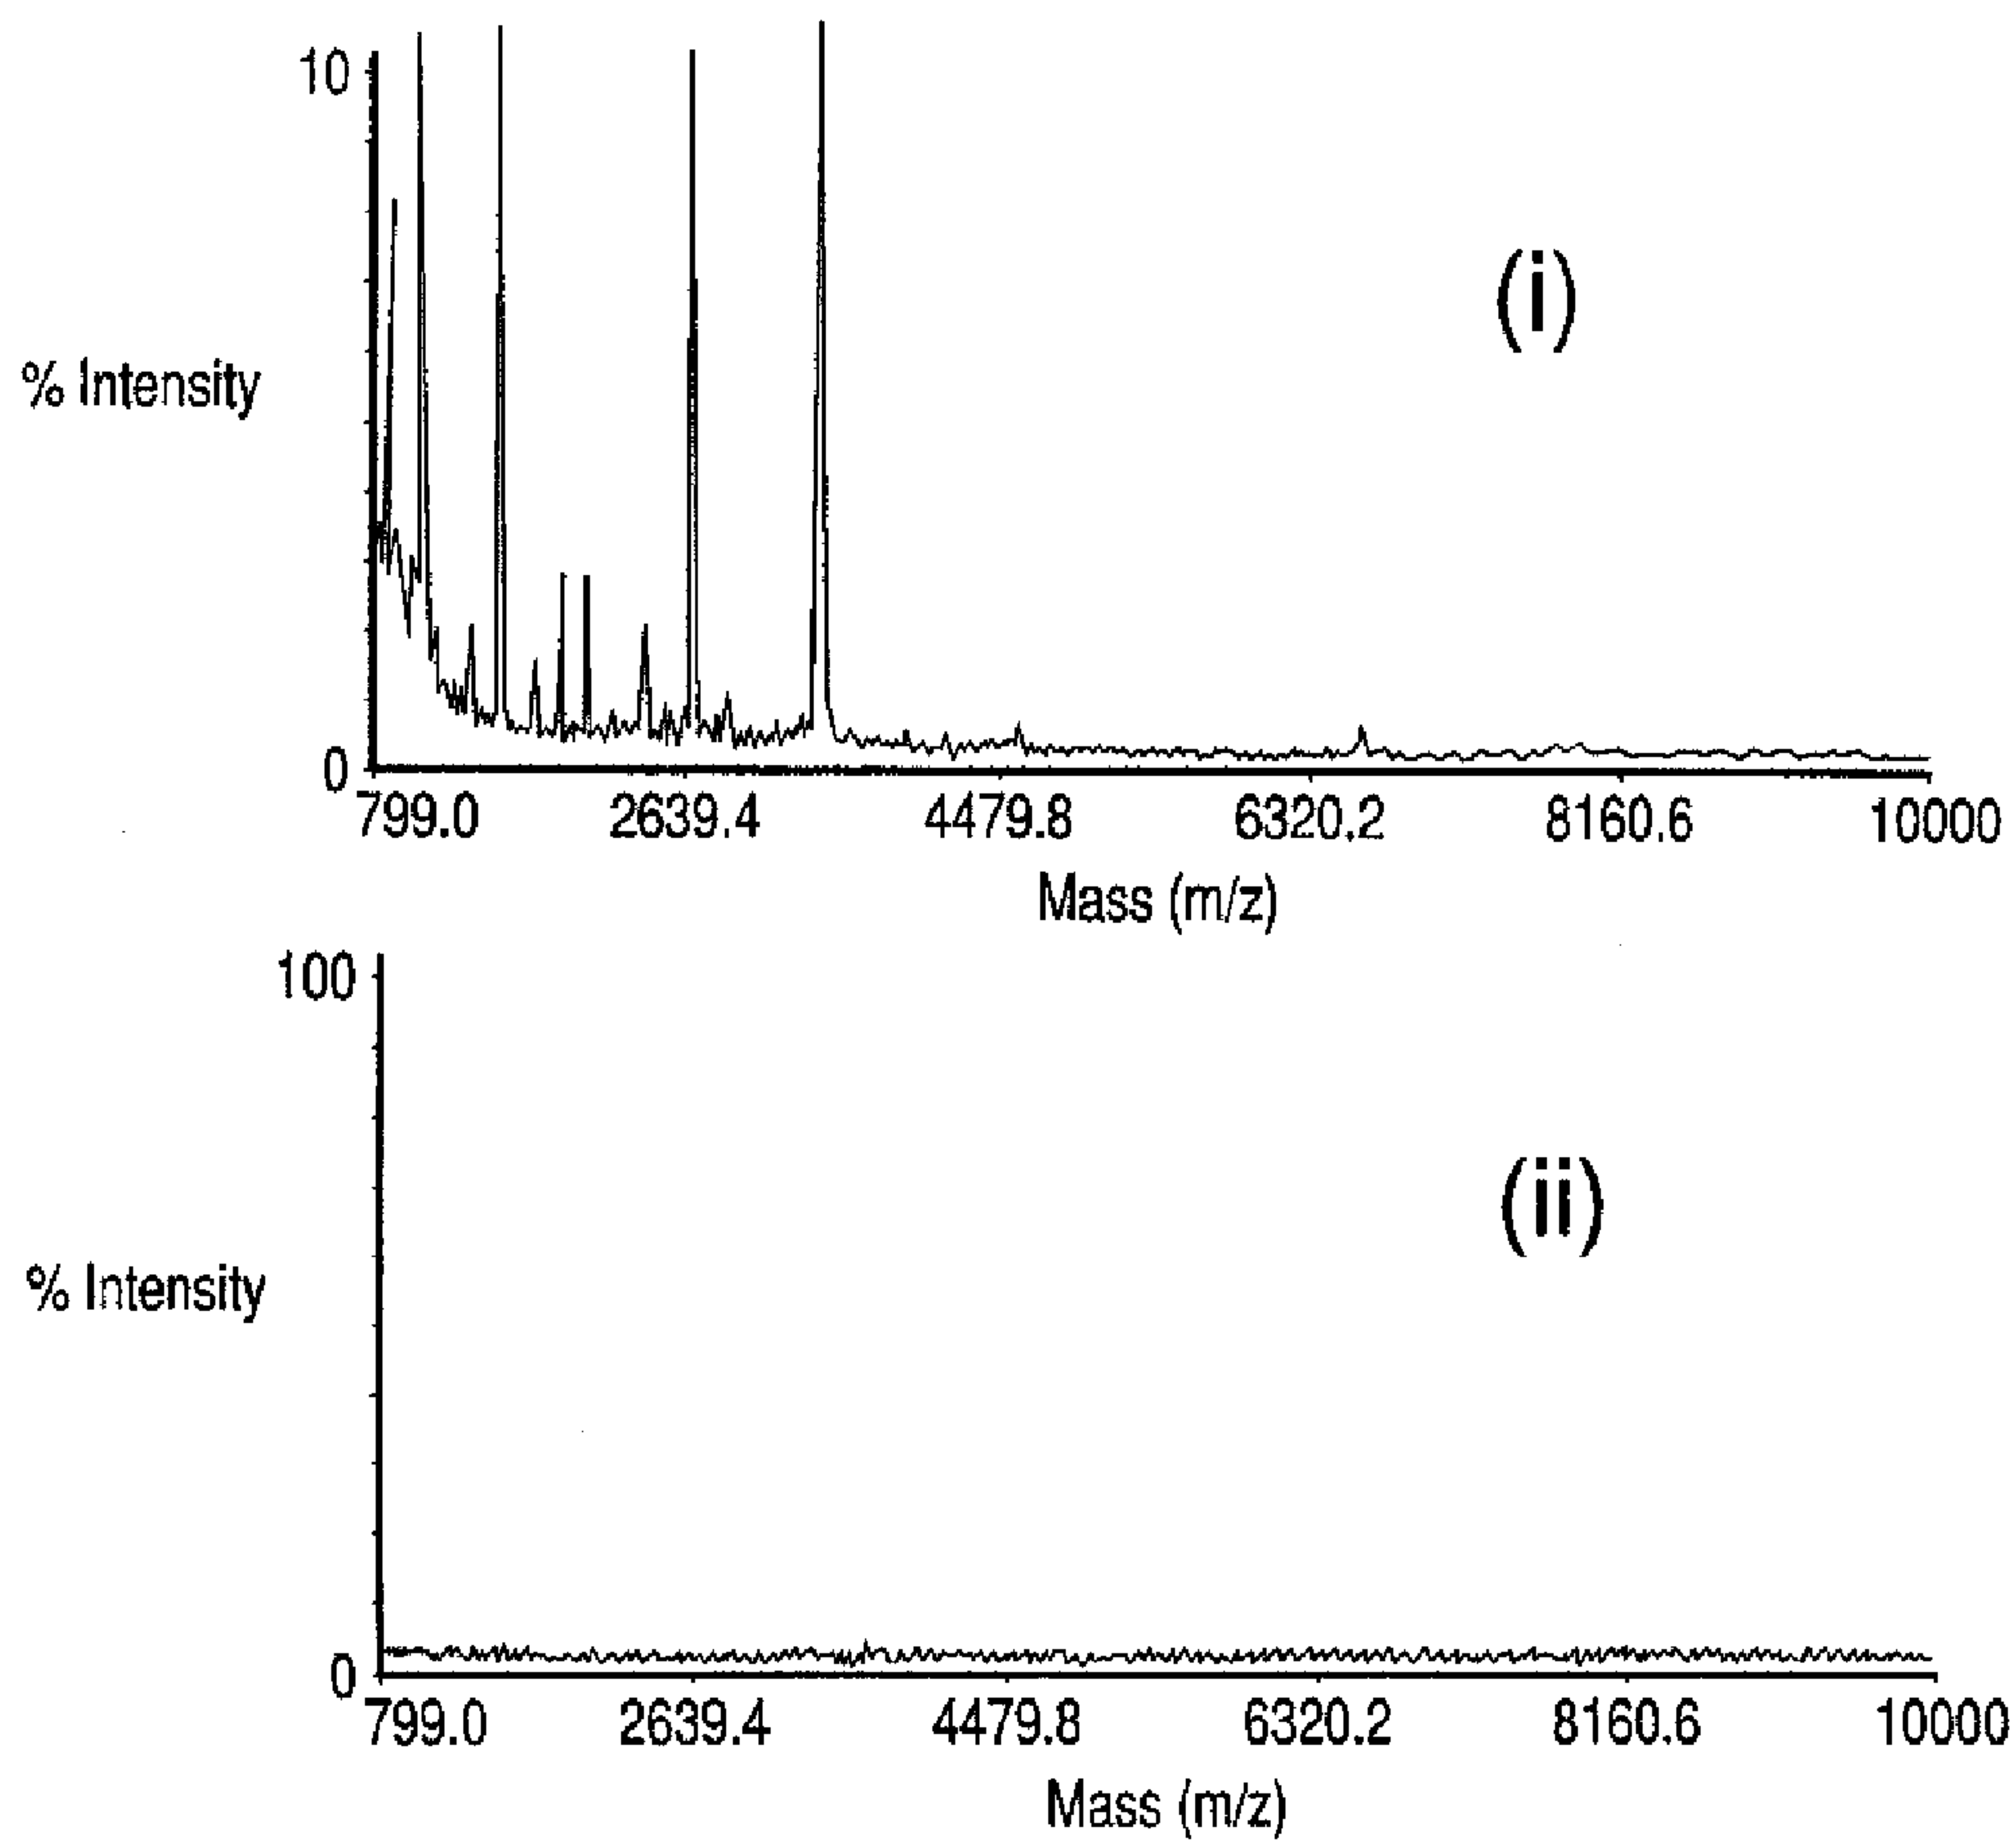 10
(i)
% Intensity
0
799.0 2639.4 4479.8 6320.2 8160.6 10000
Mass (m/z)
100
(ii)
% Intensity
0
799.0 2639.4 4479.8 6320.2 8160.6 10000
Mass (m/z)